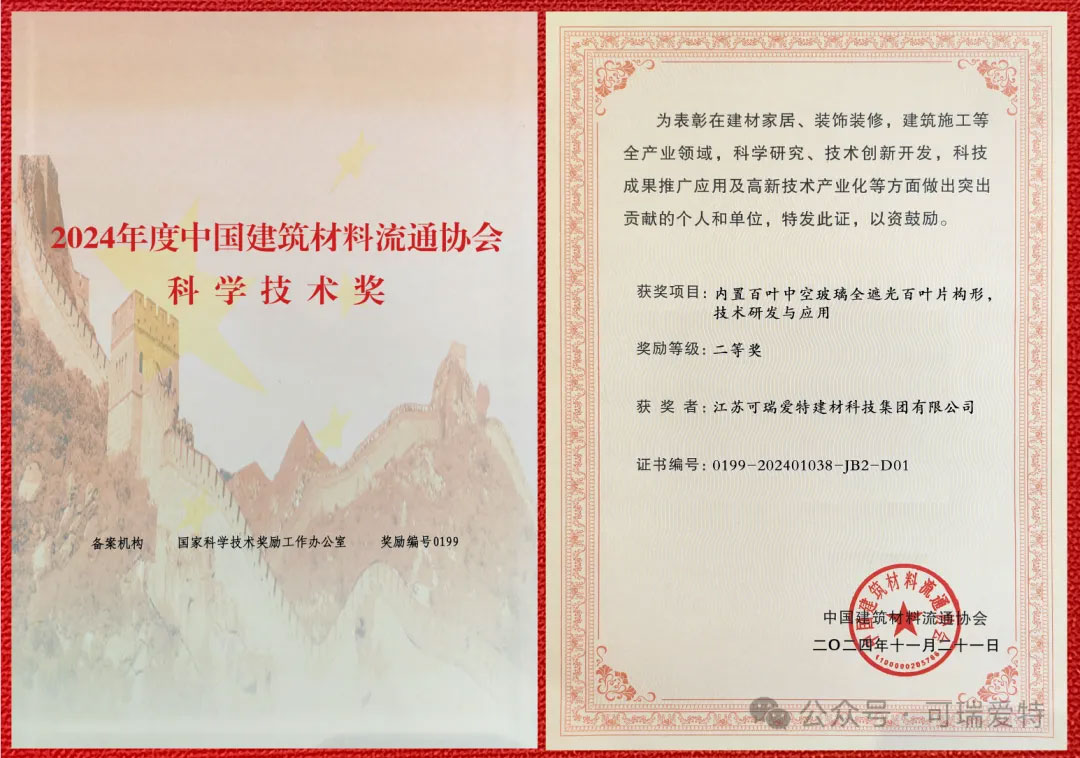 2024年度中国建筑材料流通协会
科学技术奖
备案机构 国家科学技术奖励工作办公室 奖励编号0199
为表彰在建材家居、装饰装修，建筑施工等
全产业领域，科学研究、技术创新开发，科技
成果推广应用及高新技术产业化等方面做出突出
贡献的个人和单位，特发此证，以资鼓励。
获奖项目：内置百叶中空玻璃全遮光百叶片构形，
技术研发与应用
奖励等级：二等奖
获奖者：江苏可瑞爱特建材科技集团有限公司
证书编号：0199-202401038-JB2-D01
中国建筑材料流通协会
中国建筑材料流通协会
二〇二四年十一月二十一日
公众号·可瑞爱特